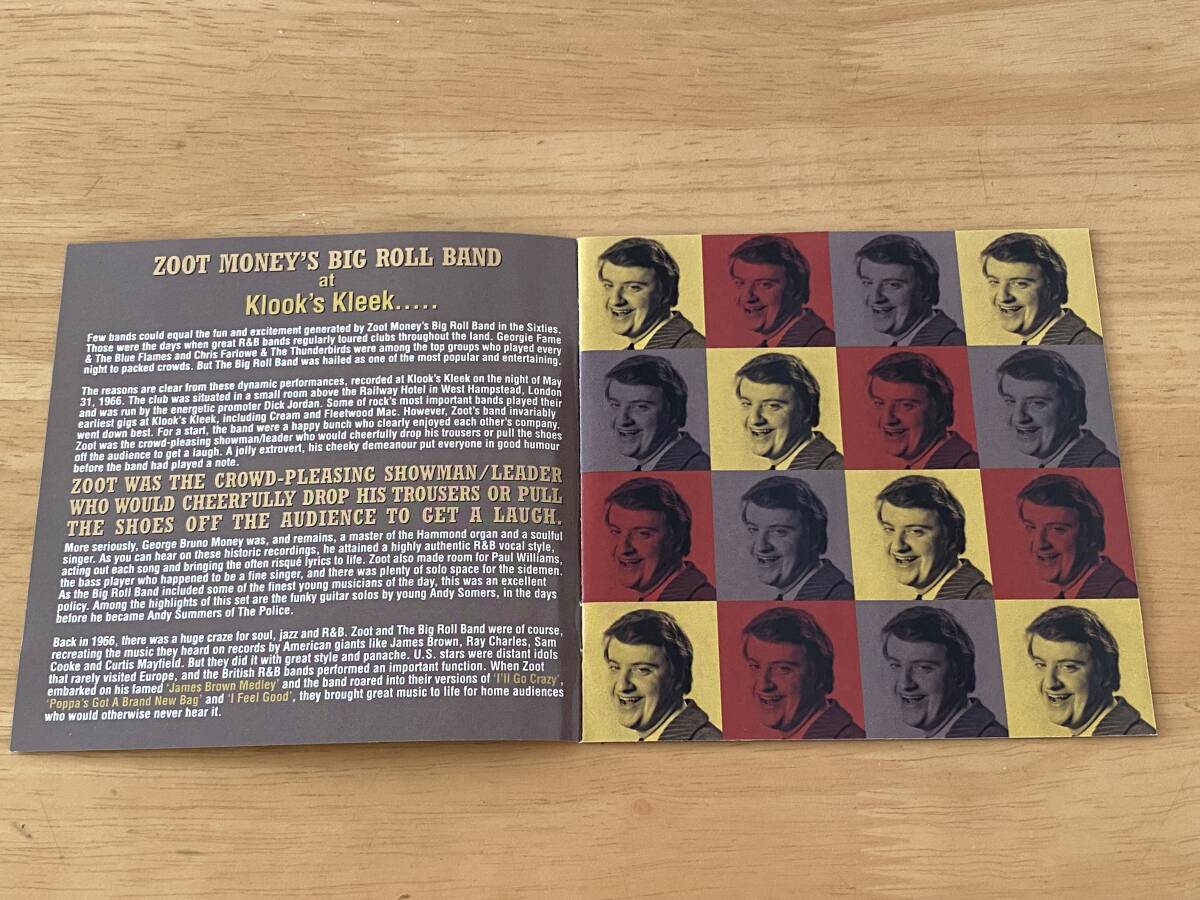 ZOOT MONEY'S BIG ROLL BAND
at
Klook's Kleek.....
Few bands could equal the fun and excitement generated by Zoot Money's Big Roll Band in the Sixties.
Those were the days when great R&B bands regularly toured clubs throughout the land. Georgie Fame
& The Blue Flames and Chris Farlowe & The Thunderbirds were among the top groups who played every
night to packed crowds. But The Big Roll Band was hailed as one of the most popular and entertaining.
The reasons are clear from these dynamic performances, recorded at Klook's Kleek on the night of May
31, 1966. The club was situated in a small room above the Railway Hotel in West Hampstead, London
and was run by the energetic promoter Dick Jordan. Some of rock's most important bands played their
earliest gigs at Klook's Kleek, including Cream and Fleetwood Mac. However, Zoot's band invariably
went down best. For a start, the band were a happy bunch who clearly enjoyed each other's company.
Zoot was the crowd-pleasing showman/leader who would cheerfully drop his trousers or pull the shoes
off the audience to get a laugh. A jolly extrovert, his cheeky demeanour put everyone in good humour
before the band had played a note.
ZOOT WAS THE CROWD-PLEASING SHOWMAN/LEADER
WHO WOULD CHEERFULLY DROP HIS TROUSERS OR PULL
THE SHOES OFF THE AUDIENCE TO GET A LAUGH.
More seriously, George Bruno Money was, and remains, a master of the Hammond organ and a soulful
singer. As you can hear on these historic recordings, he attained a highly authentic R&B vocal style,
acting out each song and bringing the often risqué lyrics to life. Zoot also made room for Paul Williams,
the bass player who happened to be a fine singer, and there was plenty of solo space for the sidemen.
As the Big Roll Band included some of the finest young musicians of the day, this was an excellent
policy. Among the highlights of this set are the funky guitar solos by young Andy Somers, in the days
before he became Andy Summers of The Police.
Back in 1966, there was a huge craze for soul, jazz and R&B. Zoot and The Big Roll Band were of course,
recreating the music they heard on records by American giants like James Brown, Ray Charles, Sam
Cooke and Curtis Mayfield. But they did it with great style and panache. U.S. stars were distant idols
that rarely visited Europe, and the British R&B bands performed an important function. When Zoot
embarked on his famed 'James Brown Medley' and the band roared into their versions of 'I'll Go Crazy',
'Poppa's Got A Brand New Bag' and 'I Feel Good', they brought great music to life for home audiences
who would otherwise never hear it.